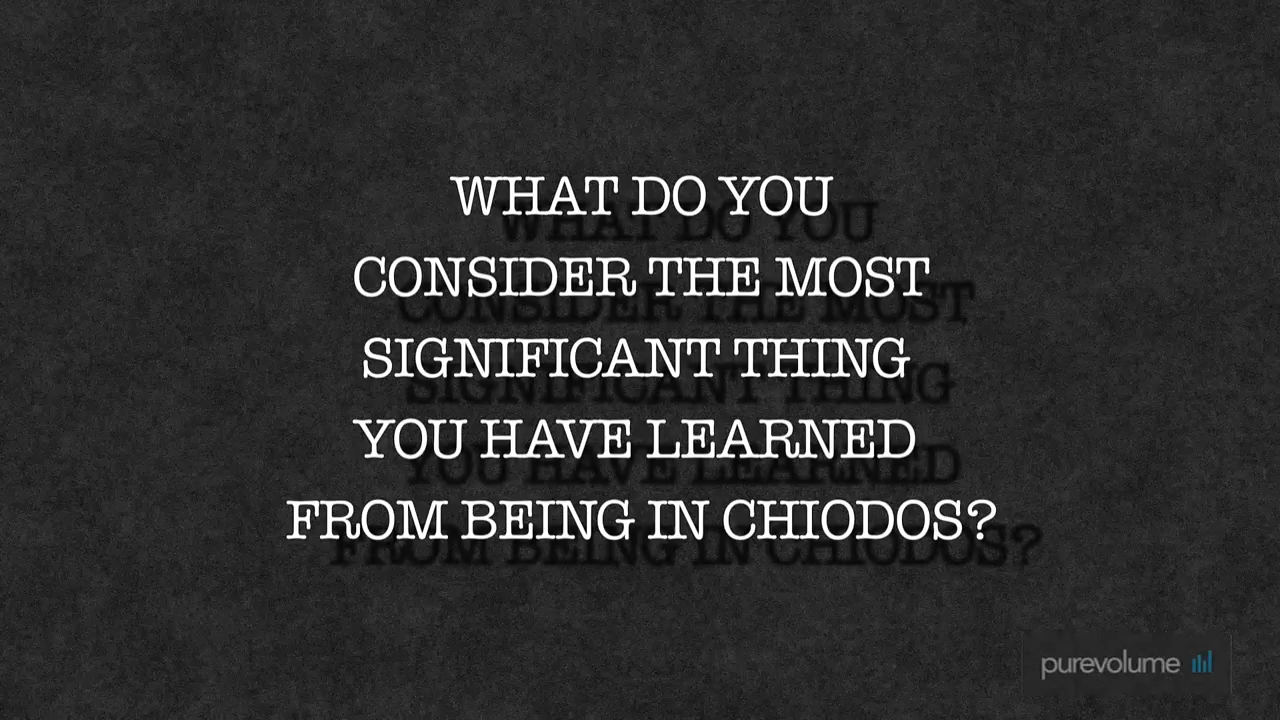 WHAT DO YOU
CONSIDER THE MOST
SIGNIFICANT THING
YOU HAVE LEARNED
FROM BEING IN CHIODOS?
purevolume